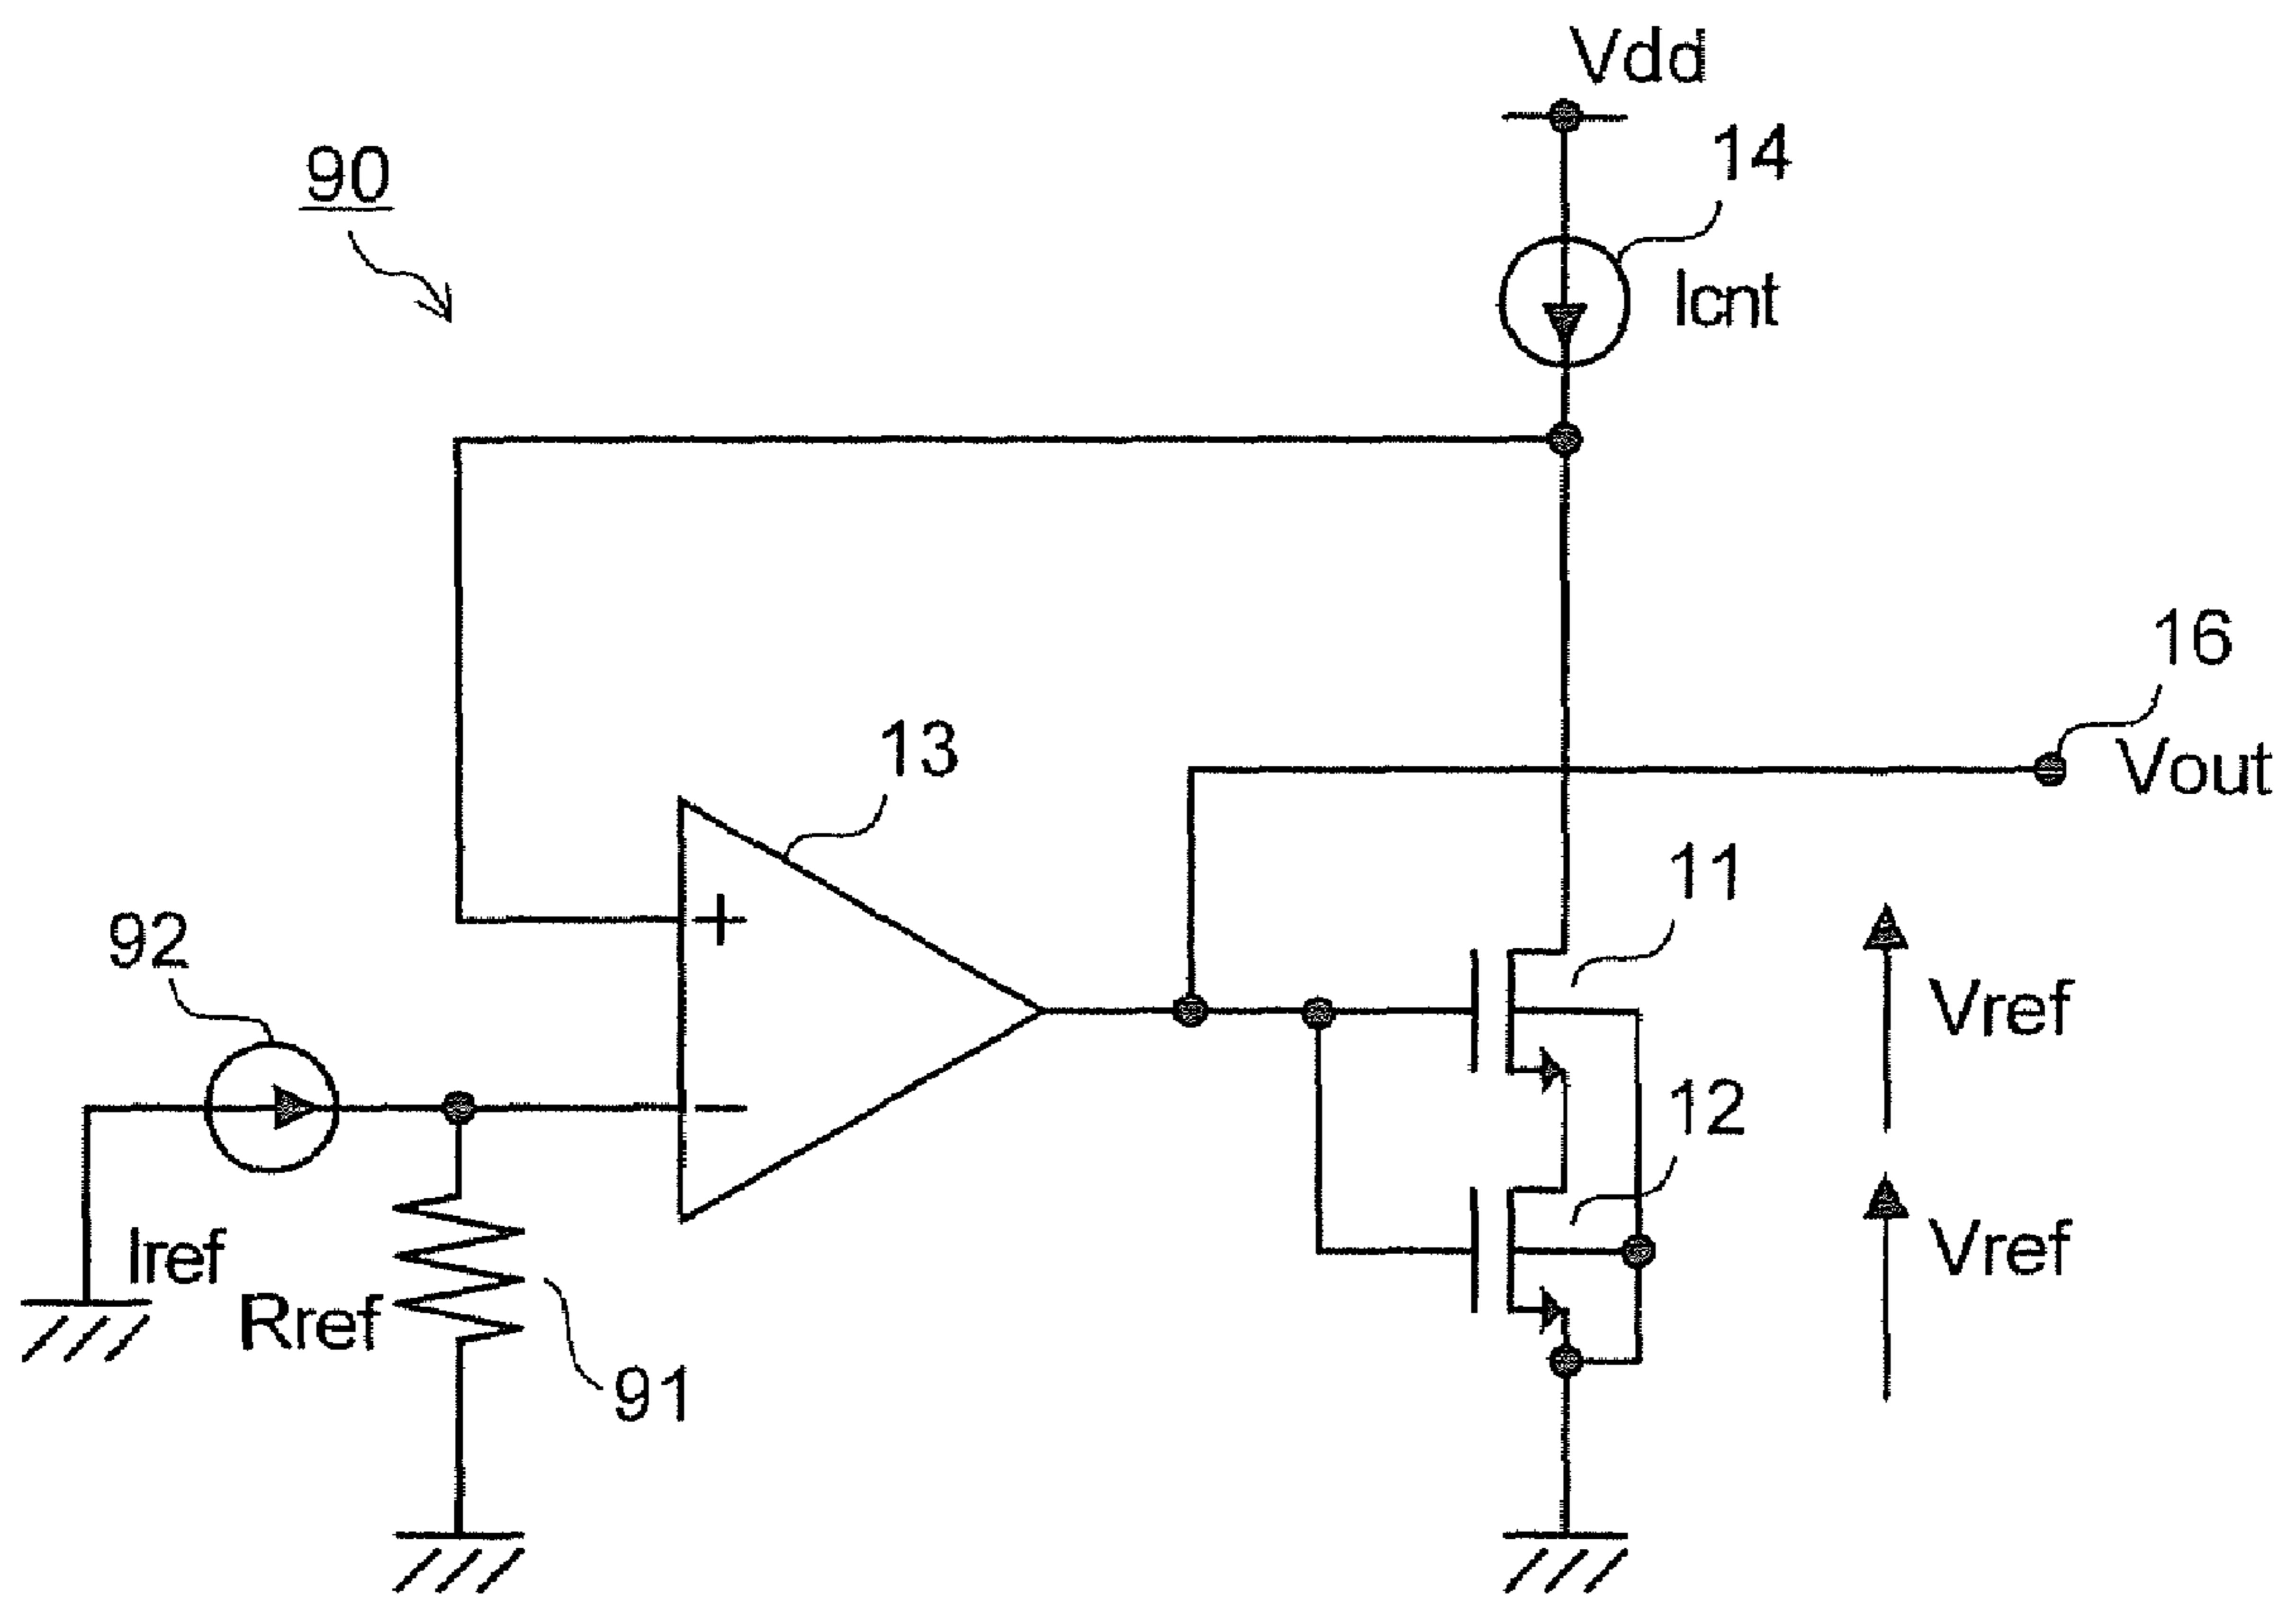 Vdd
14
90
Icnt
16
Vout
13
11
+
92
Vref
12
−
Iref
Vref
Rref
91